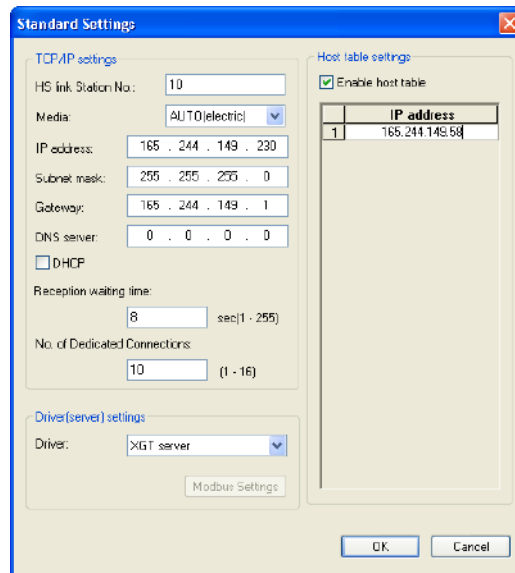 Standard Settings
TCP/IP settings
HS link Station No.: 10
Media: AUTO(electric)
IP address: 165 . 244 . 149 . 230
Subnet mask: 255 . 255 . 255 . 0
Gateway: 165 . 244 . 149 . 1
DNS server: 0 . 0 . 0 . 0
DHCP
Reception waiting time:
8 sec(1 - 255)
No. of Dedicated Connections:
10 (1 - 16)
Driver(server) settings
Driver: XGT server
Modbus Settings
Host table settings
Enable host table
IP address
1 165.244.149.58
OK Cancel